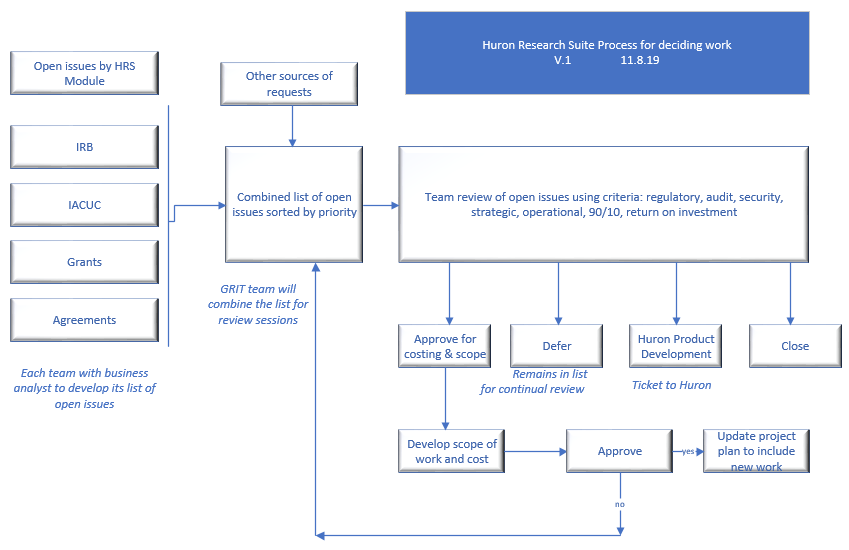 Huron Research Suite Process for deciding work
V.1 11.8.19
Open issues by HRS
Module
Other sources of
requests
IRB
IACUC
Grants
Agreements
Each team with business
analyst to develop its list of
open issues
Combined list of open
issues sorted by priority
GRIT team will
combine the list for
review sessions
Team review of open issues using criteria: regulatory, audit, security,
strategic, operational, 90/10, return on investment
Approve for
costing & scope
Defer
Remains in list
for continual review
Huron Product
Development
Ticket to Huron
Close
Develop scope of
work and cost
Approve
yes
Update project
plan to include
new work
no